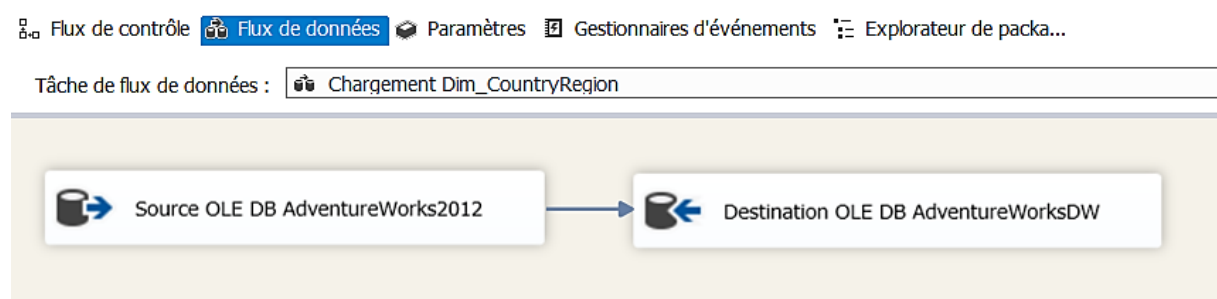 Flux de contrôle Flux de données Paramètres Gestionnaires d'événements Explorateur de packa...
Tâche de flux de données : Chargement Dim_CountryRegion
Source OLE DB AdventureWorks2012 Destination OLE DB AdventureWorksDW